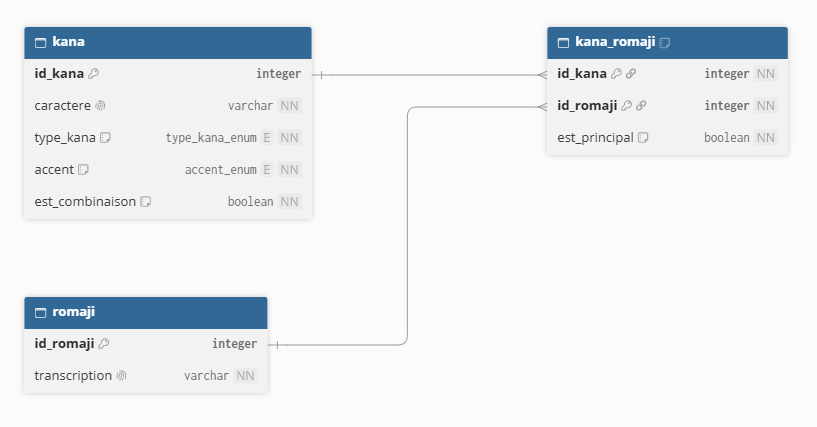 kana
id_kana integer
caractere varchar NN
type_kana type_kana_enum E NN
accent accent_enum E NN
est_combinaison boolean NN
kana_romaji
id_kana integer NN
id_romaji integer NN
est_principal boolean NN
romaji
id_romaji integer
transcription varchar NN